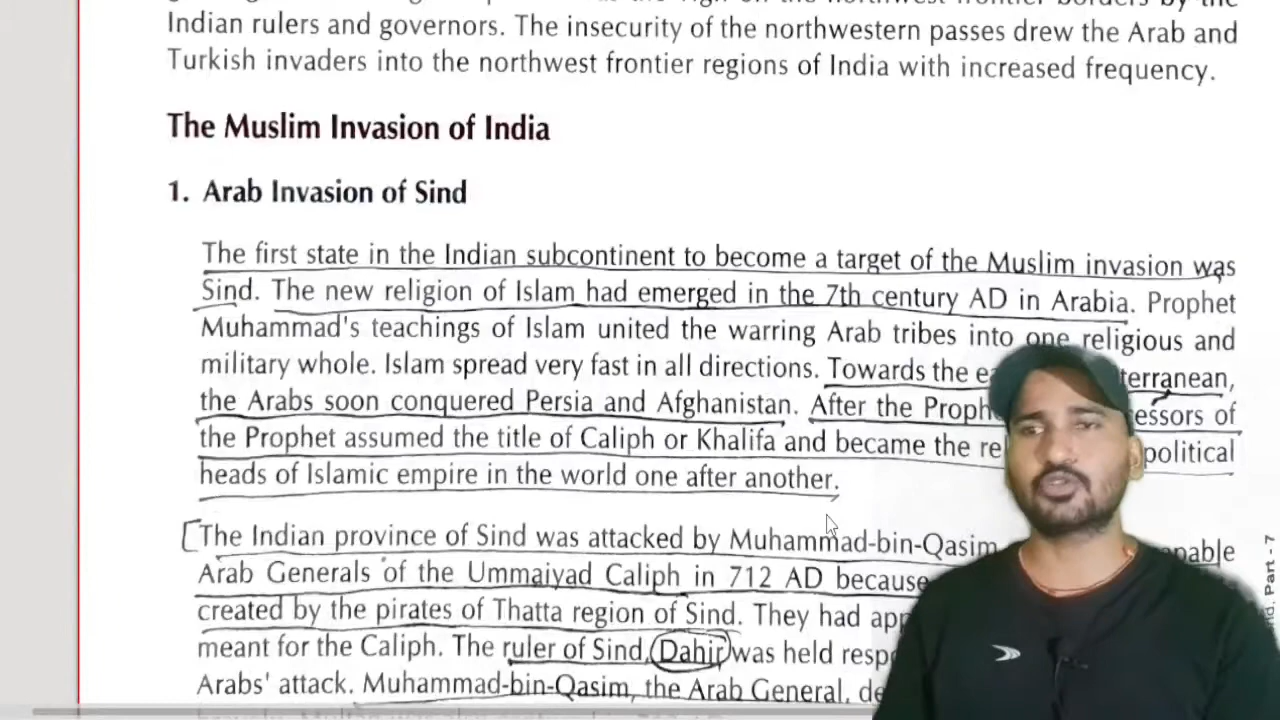 Indian rulers and governors. The insecurity of the northwestern passes drew the Arab and
Turkish invaders into the northwest frontier regions of India with increased frequency.
The Muslim Invasion of India
1. Arab Invasion of Sind
The first state in the Indian subcontinent to become a target of the Muslim invasion was
Sind. The new religion of Islam had emerged in the 7th century AD in Arabia. Prophet
Muhammad's teachings of Islam united the warring Arab tribes into one religious and
military whole. Islam spread very fast in all directions. Towards the
the Arabs soon conquered Persia and Afghanistan. After the
the Prophet assumed the title of Caliph or Khalifa and became the political
heads of Islamic empire in the world one after another.
The Indian province of Sind was attacked by Muhammad-bin-Qasim
Arab Generals of the Ummaiyad Caliph in 712 AD because
created by the pirates of Thatta region of Sind. They had
meant for the Caliph. The ruler of Sind, Dahir was held
Arabs' attack. Muhammad-bin-Qasim, the Arab General,
Part - 7